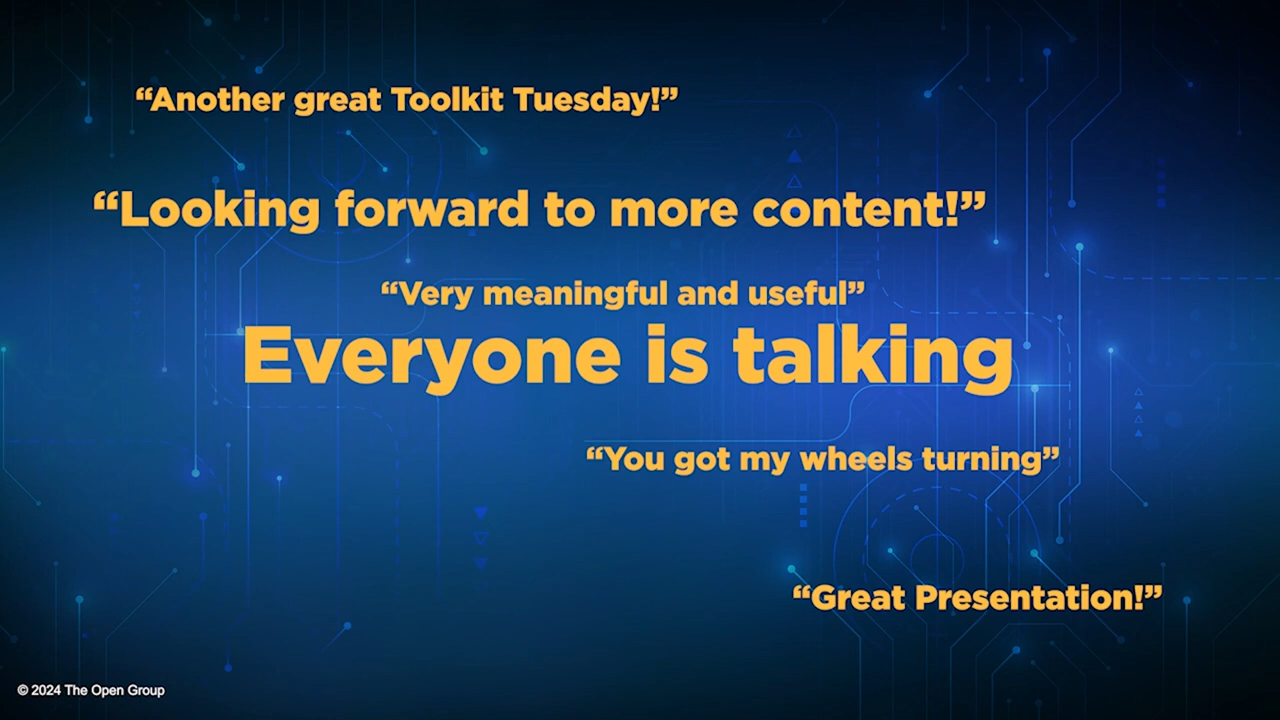 “Another great Toolkit Tuesday!”
“Looking forward to more content!”
“Very meaningful and useful”
Everyone is talking
“You got my wheels turning”
“Great Presentation!”
© 2024 The Open Group